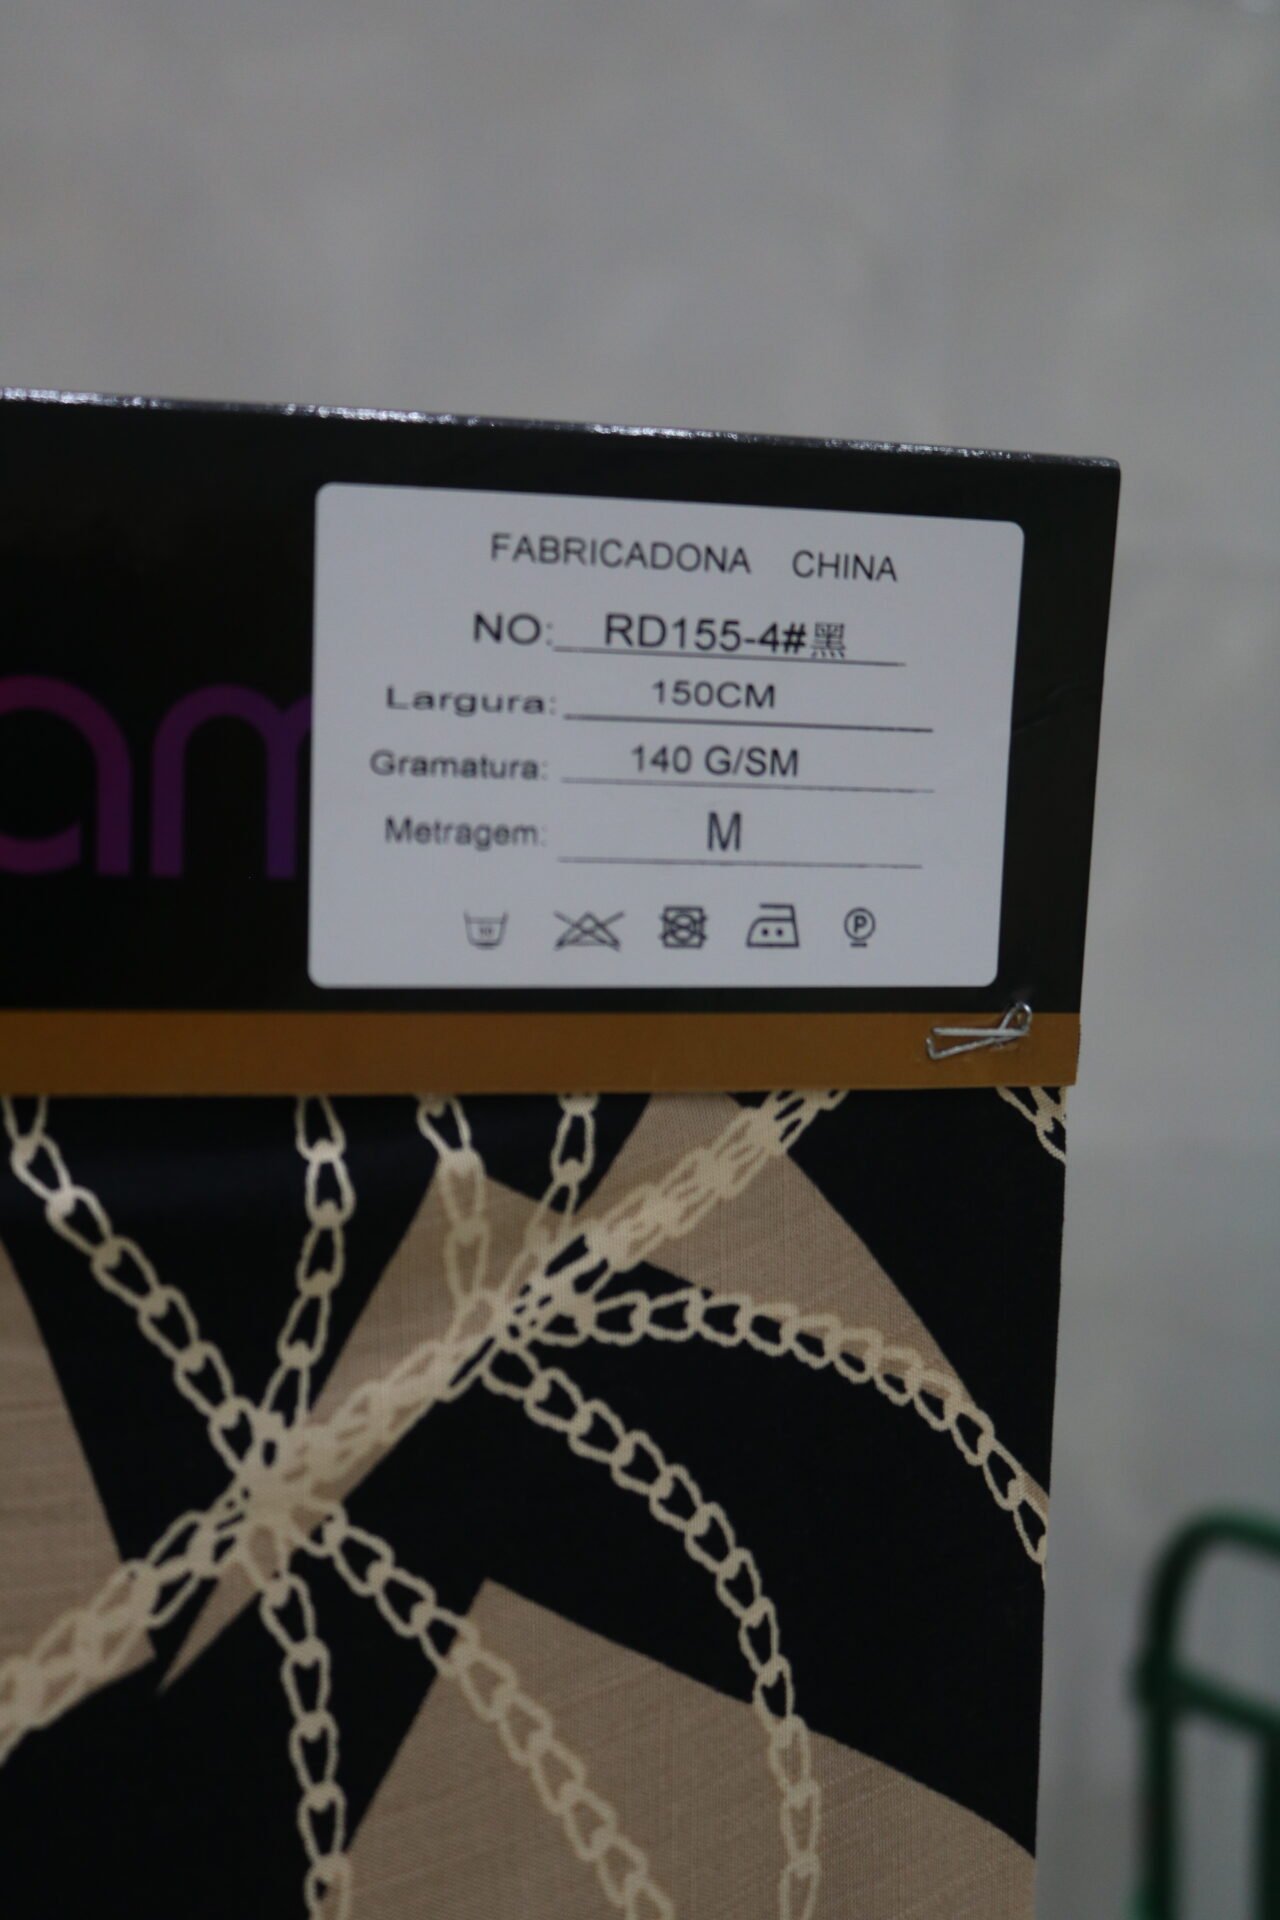 FABRICADONA CHINA
NO: RD155-4#黑
Largura: 150CM
Gramatura: 140 G/SM
Metragem: M
am
P